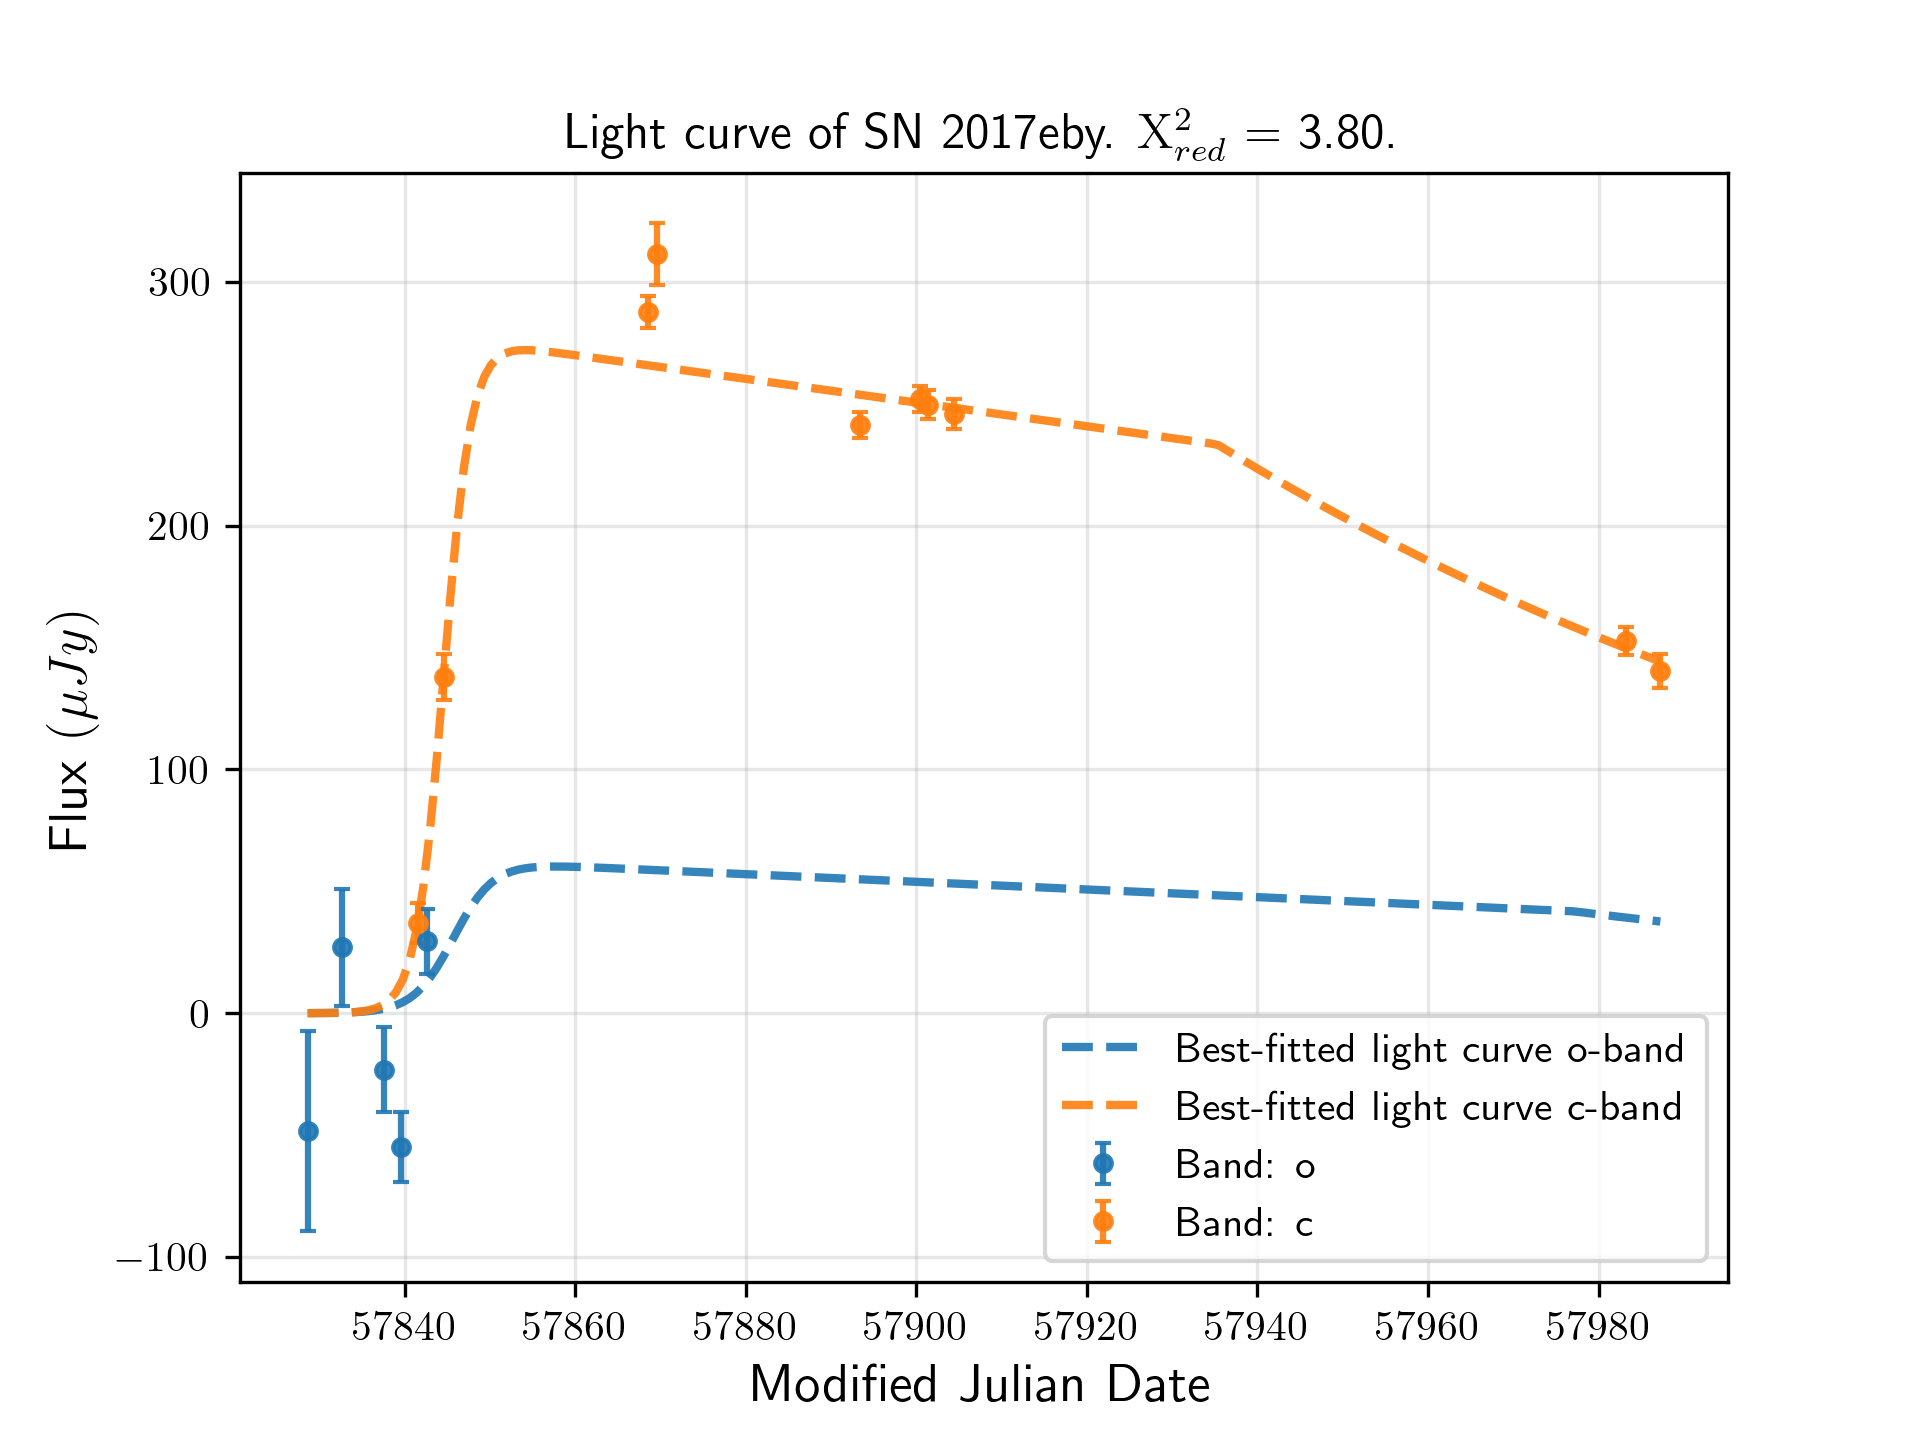 Light curve of SN 2017eby. X²_red = 3.80.
300
200
100
0
−100
Flux (μJy)
57840 57860 57880 57900 57920 57940 57960 57980
Modified Julian Date
Best-fitted light curve o-band
Best-fitted light curve c-band
Band: o
Band: c